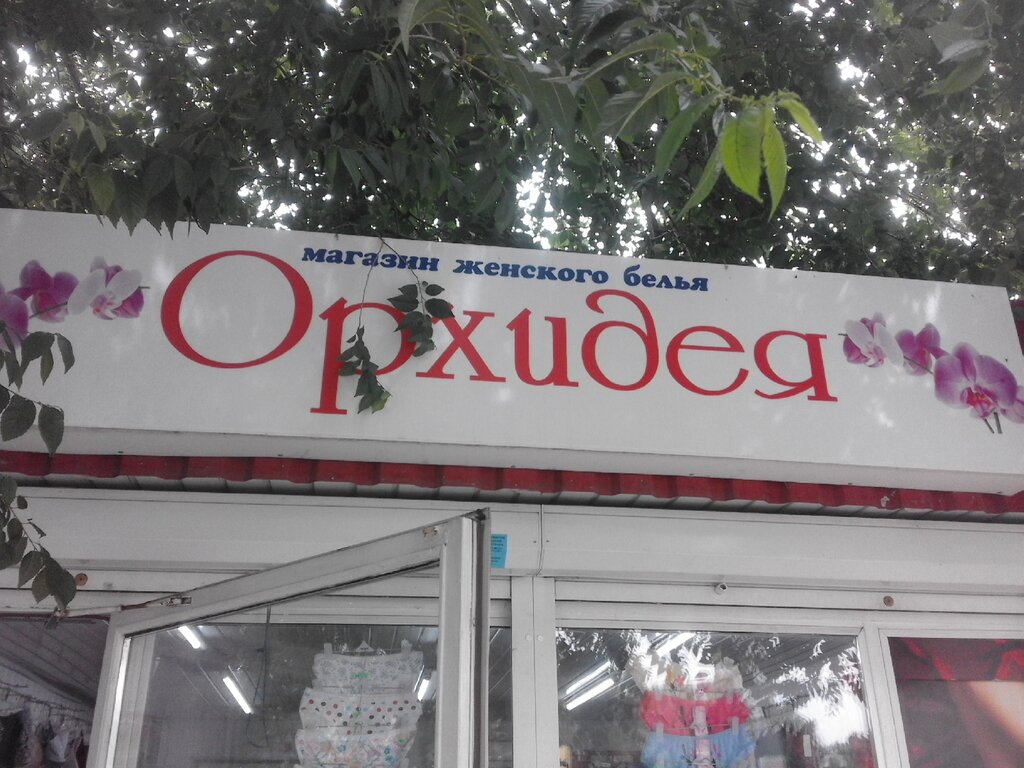 магазин женского белья
Орхидея